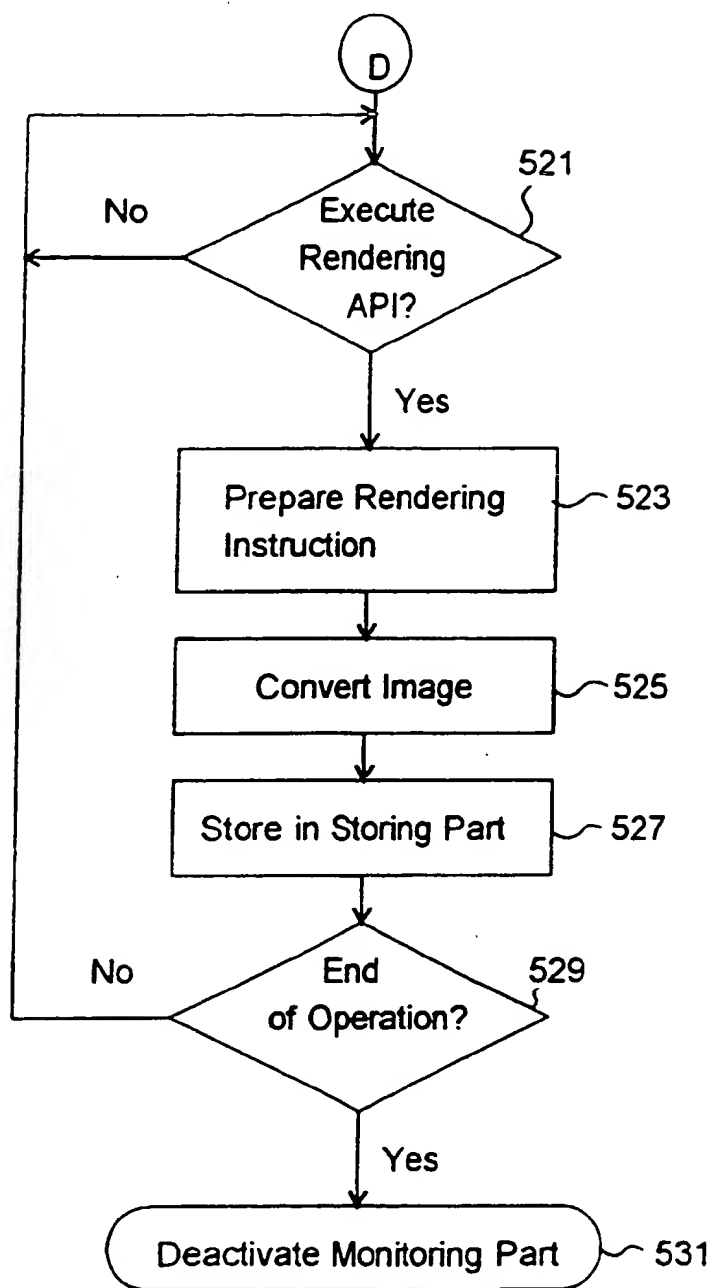 D
521
No
Execute
Rendering
API?
Yes
Prepare Rendering
Instruction
523
Convert Image
525
Store in Storing Part
527
No
End
of Operation?
529
Yes
Deactivate Monitoring Part
531